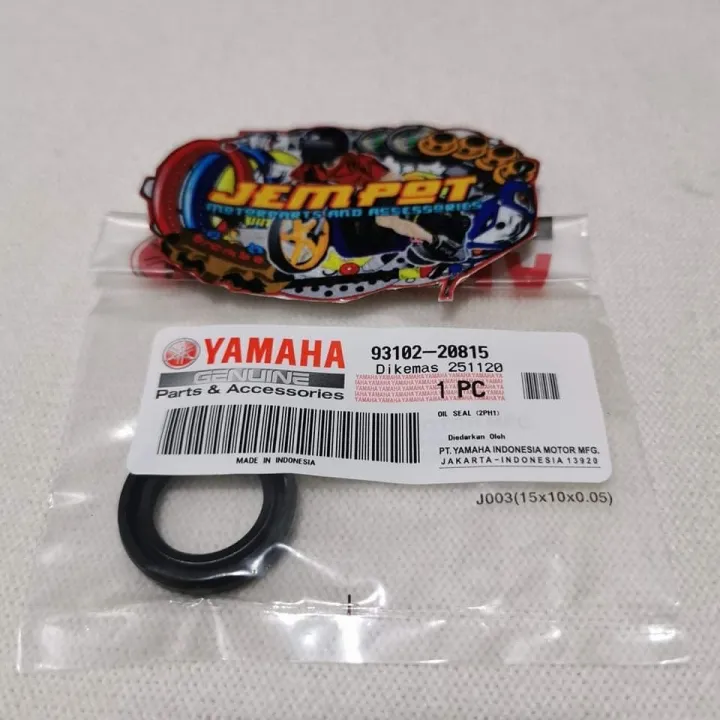 JEMPOT
MOTORPARTS AND ACCESSORIES
YAMAHA
GENUINE
Parts & Accessories
93102-20815
Dikemas 251120
1 PC
OIL SEAL (2PH1)
Diedarkan Oleh
PT. YAMAHA INDONESIA MOTOR MFG.
JAKARTA-INDONESIA 13920
MADE IN INDONESIA
J003(15x10x0.05)